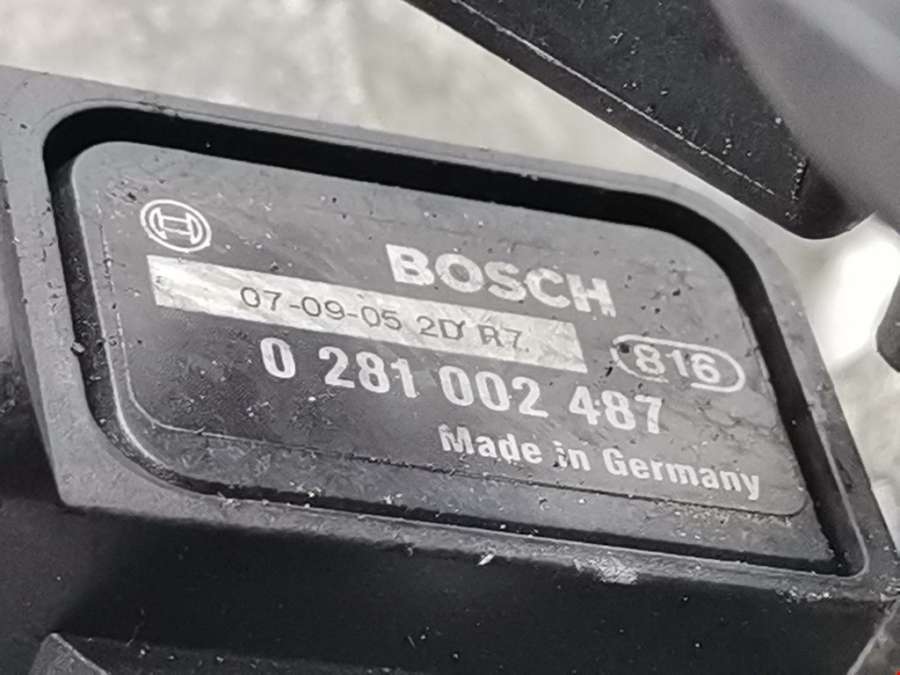 BOSCH
07-09-05 2D R7
816
0 281 002 487
Made in Germany